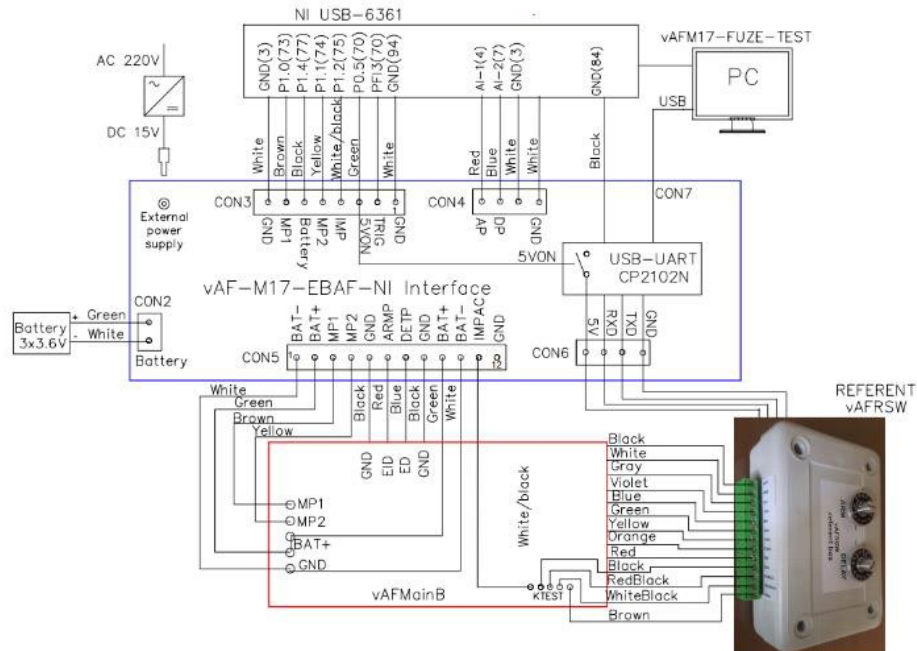 NI USB-6361
vAFM17-FUZE-TEST
AC 220V
DC 15V
GND(3)
P1.0(73)
P1.4(77)
P1.1(74)
P1.2(75)
P0.5(70)
PFI3(70)
GND(94)
AI-1(4)
AI-2(7)
GND(3)
GND(84)
PC
USB
White
Brown
Black
Yellow
White/black
Green
White
Red
Blue
White
White
Black
CON7
External
power
supply
CON3
1
GND
MP1
Battery
MP2
IMP
5VON
TRIG
GND
CON4
AP
DP
GND
5VON
USB-UART
CP2102N
vAF-M17-EBAF-NI Interface
CON2
Battery
3x3.6V
+ Green
- White
Battery
BAT-
BAT+
MP1
MP2
GND
ARMP
DETP
GND
BAT+
BAT-
IMPAC
GND
CON5
1
12
5V
RXD
TXD
GND
CON6
White
Green
Brown
Yellow
Black
Red
Blue
Black
Green
White
REFERENT
vAFRSW
GND
EID
ED
GND
MP1
MP2
BAT+
GND
White/black
KTEST
vAFMainB
Black
White
Gray
Violet
Blue
Green
Yellow
Orange
Red
Black
RedBlack
WhiteBlack
Brown
ARM
vAFRSW
referent box
DELAY